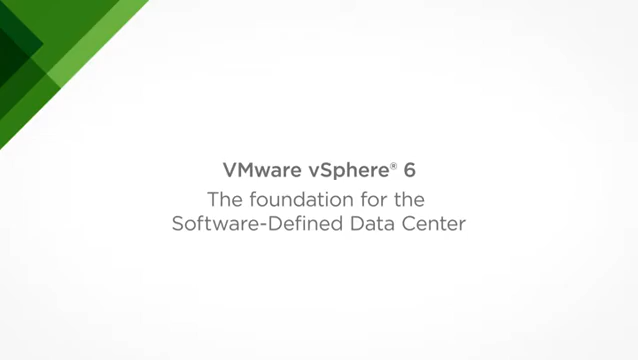 VMware vSphere® 6
The foundation for the
Software-Defined Data Center